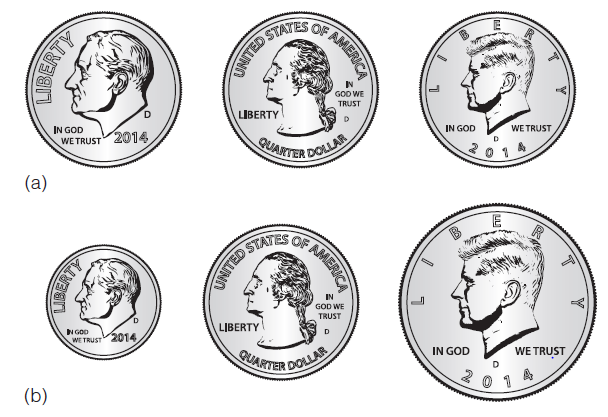 LIBERTY
IN GOD
WE TRUST
D
2014
UNITED STATES OF AMERICA
LIBERTY
IN
GOD WE
TRUST
D
QUARTER DOLLAR
LIBERTY
IN GOD
WE TRUST
D
2014
(a)
LIBERTY
IN GOD
WE TRUST
D
2014
UNITED STATES OF AMERICA
LIBERTY
IN
GOD WE
TRUST
D
QUARTER DOLLAR
LIBERTY
IN GOD
WE TRUST
D
2014
(b)